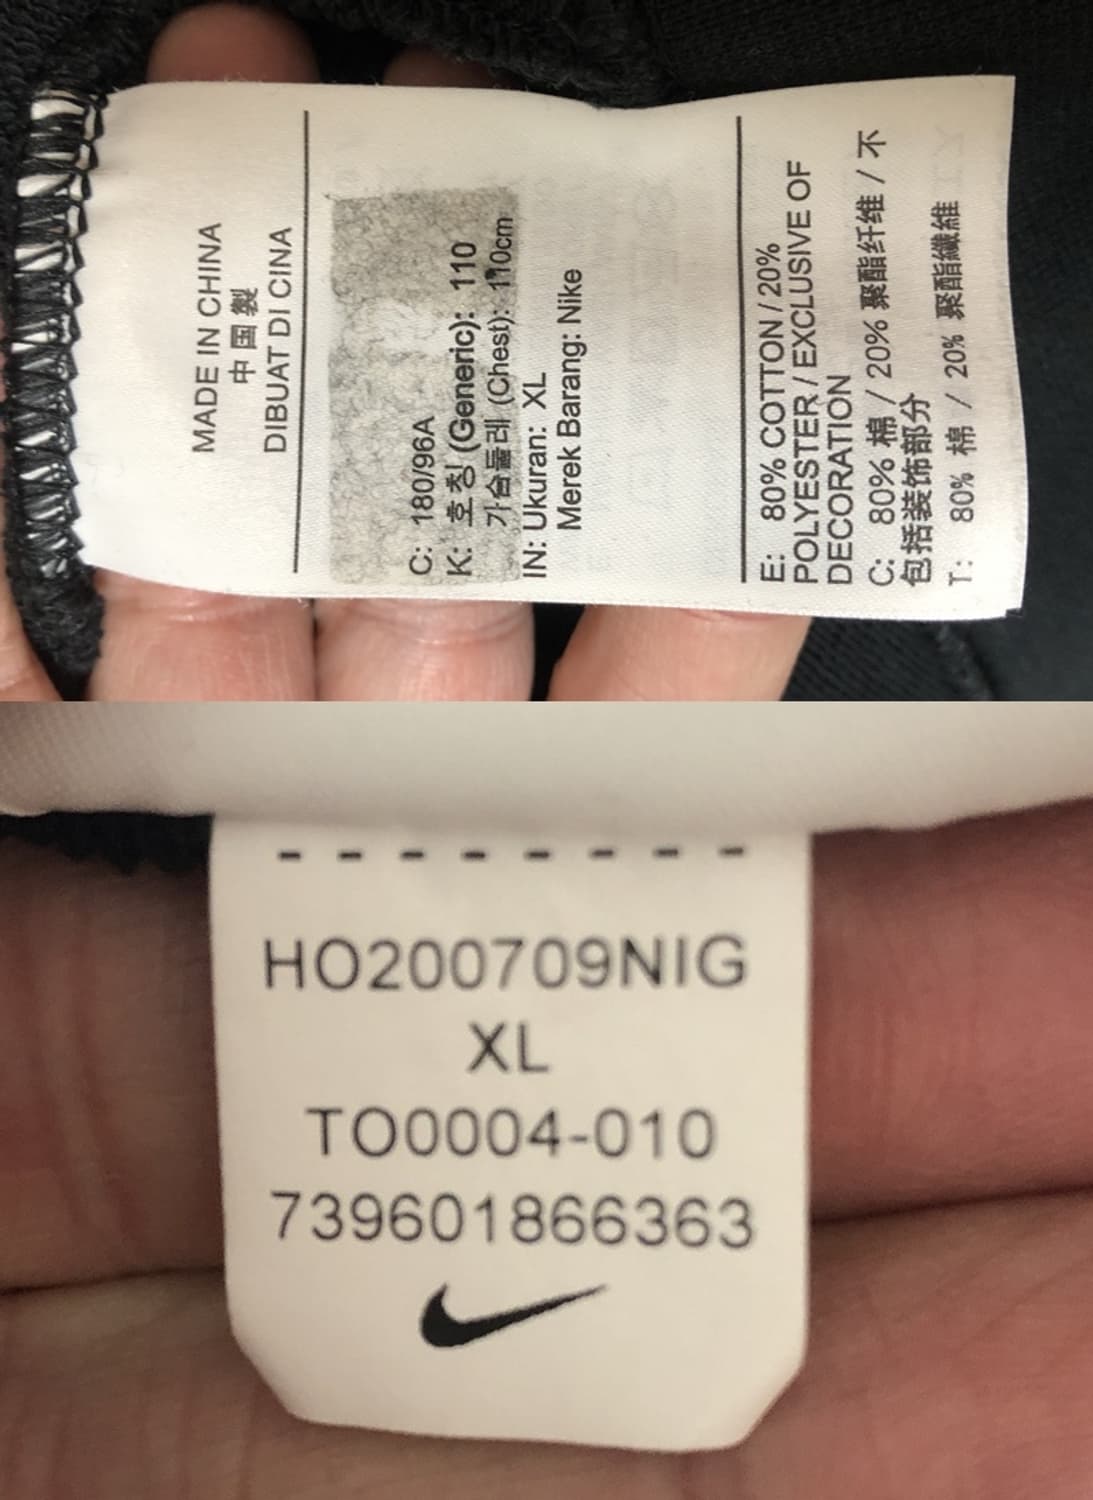 MADE IN CHINA
中国製
DIBUAT DI CINA
C: 180/96A
K: 호칭 (Generic): 110
가슴둘레 (Chest): 110cm
IN: Ukuran: XL
Merek Barang: Nike
E: 80% COTTON / 20%
POLYESTER / EXCLUSIVE OF
DECORATION
C: 80% 棉 / 20% 聚酯纤维 / 不
包括装饰部分
T: 80% 棉 / 20% 聚酯纖維
HO200709NIG
XL
TO0004-010
739601866363